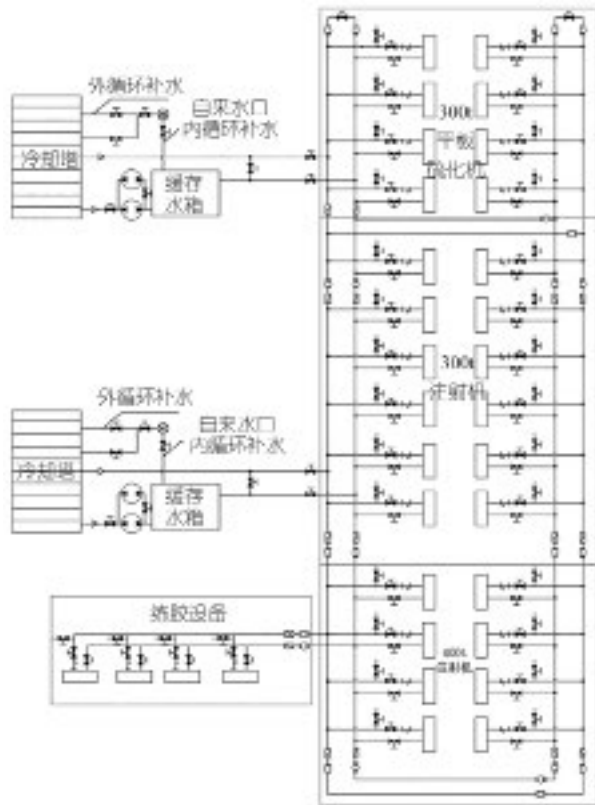 外循环补水
自来水口
内循环补水
冷却塔
缓存
水箱
300t
平板
硫化机
300t
注射机
外循环补水
自来水口
内循环补水
冷却塔
缓存
水箱
炼胶设备
注射机